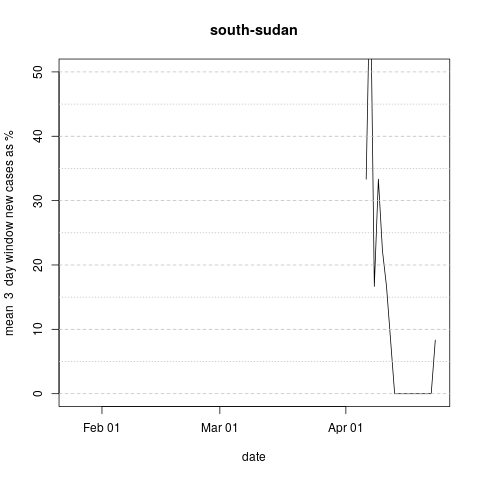 south-sudan
mean 3 day window new cases as %
50
40
30
20
10
0
Feb 01
Mar 01
Apr 01
date